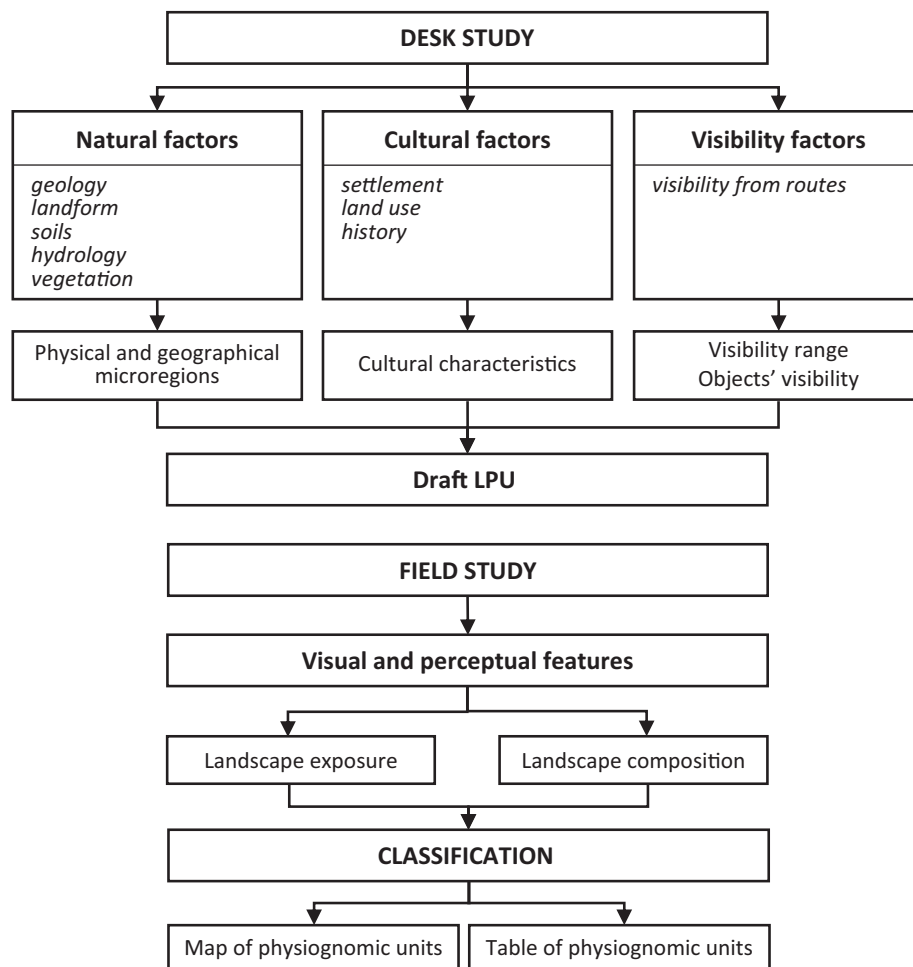 DESK STUDY
Natural factors
geology
landform
soils
hydrology
vegetation
Cultural factors
settlement
land use
history
Visibility factors
visibility from routes
Physical and geographical
microregions
Cultural characteristics
Visibility range
Objects’ visibility
Draft LPU
FIELD STUDY
Visual and perceptual features
Landscape exposure
Landscape composition
CLASSIFICATION
Map of physiognomic units
Table of physiognomic units